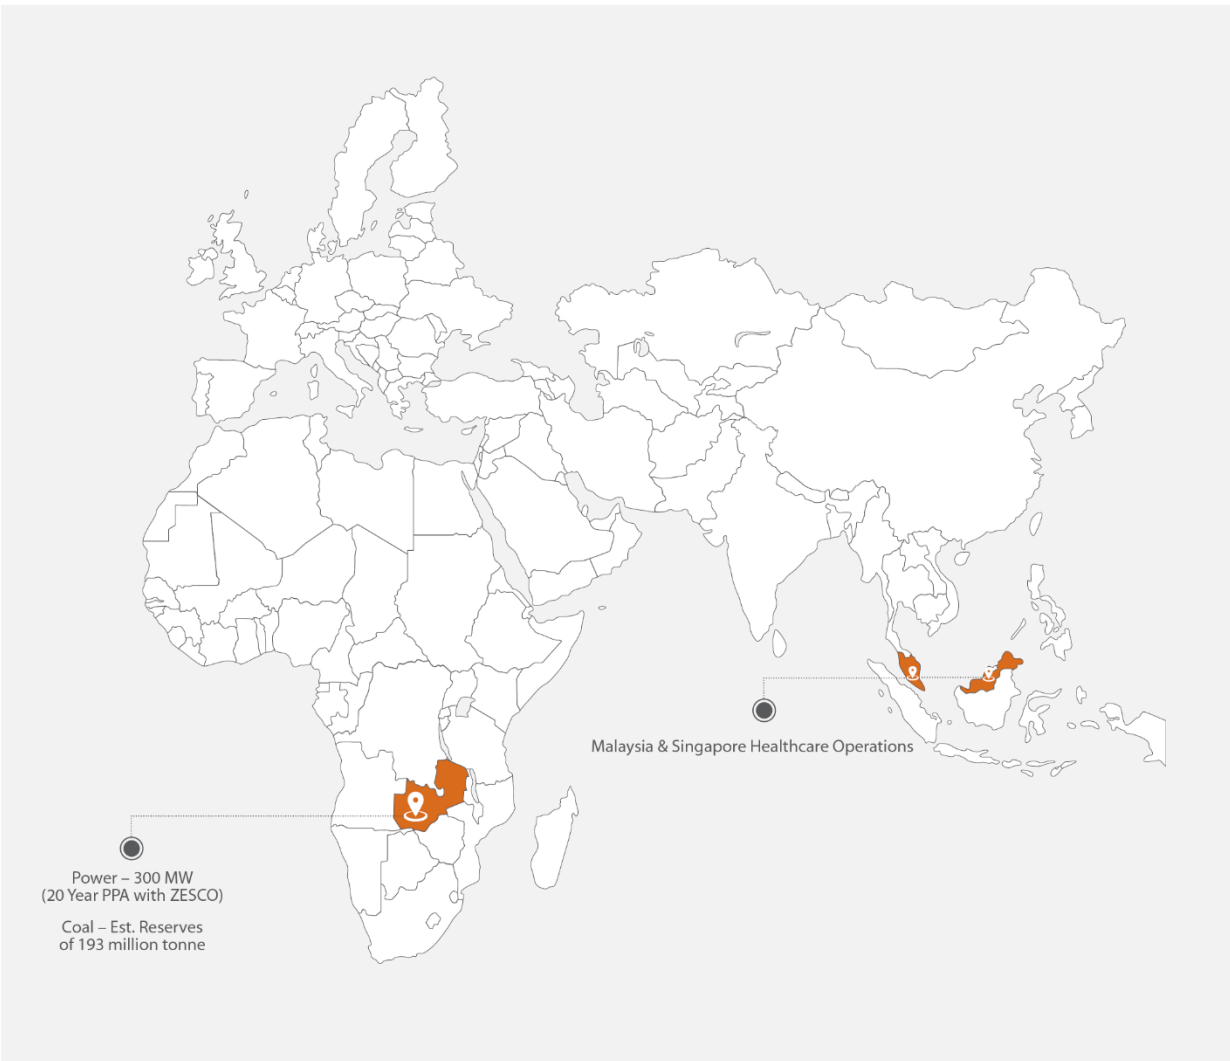 Malaysia & Singapore Healthcare Operations
Power – 300 MW
(20 Year PPA with ZESCO)
Coal – Est. Reserves
of 193 million tonne